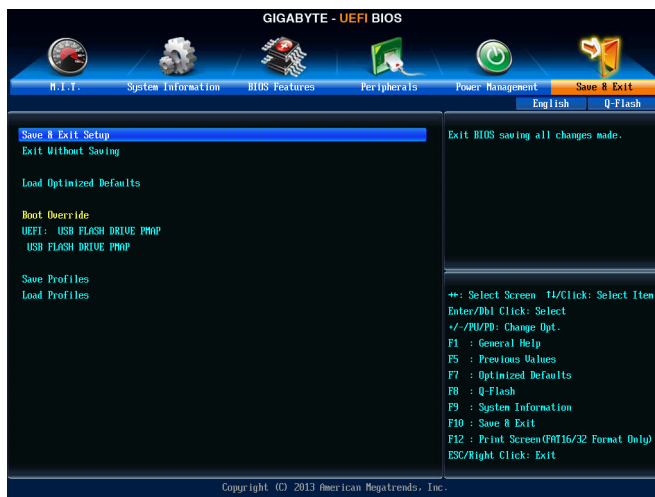 GIGABYTE - UEFI BIOS
M.I.T. System Information BIOS Features Peripherals Power Management Save & Exit
English Q-Flash
Save & Exit Setup
Exit Without Saving
Load Optimized Defaults
Boot Override
UEFI: USB FLASH DRIVE PMAP
USB FLASH DRIVE PMAP
Save Profiles
Load Profiles
Exit BIOS saving all changes made.
→←: Select Screen ↑↓/Click: Select Item
Enter/Dbl Click: Select
+/-/PU/PD: Change Opt.
F1 : General Help
F5 : Previous Values
F7 : Optimized Defaults
F8 : Q-Flash
F9 : System Information
F10 : Save & Exit
F12 : Print Screen(FAT16/32 Format Only)
ESC/Right Click: Exit
Copyright (C) 2013 American Megatrends, Inc.